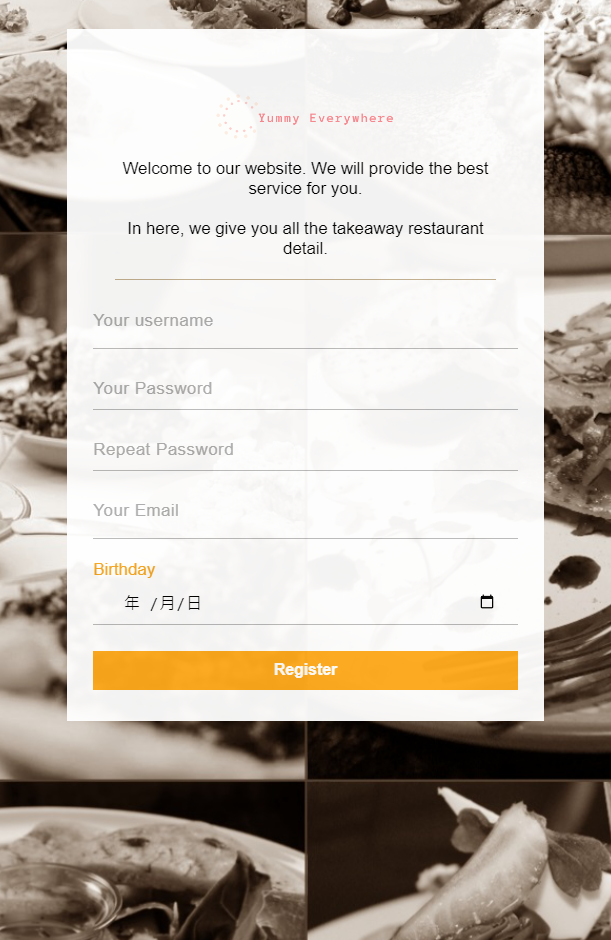 Yummy Everywhere
Welcome to our website. We will provide the best
service for you.
In here, we give you all the takeaway restaurant
detail.
Your username
Your Password
Repeat Password
Your Email
Birthday
年 /月/日
Register